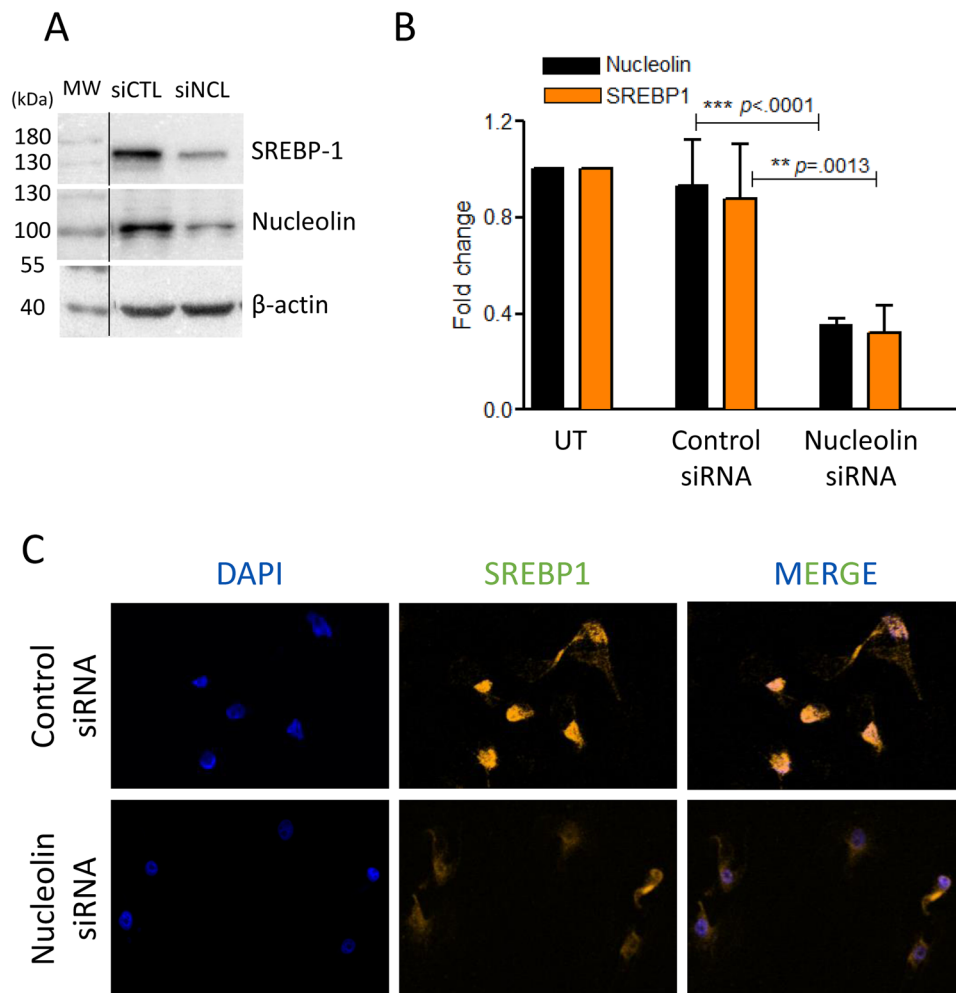 A
MW siCTL siNCL
(kDa)
180
130
SREBP-1
130
100
Nucleolin
55
40
β-actin
B
Nucleolin
SREBP1
*** p<.0001
** p=.0013
1.2
0.8
0.4
0.0
Fold change
UT
Control
siRNA
Nucleolin
siRNA
C
DAPI SREBP1 MERGE
Control
siRNA
Nucleolin
siRNA